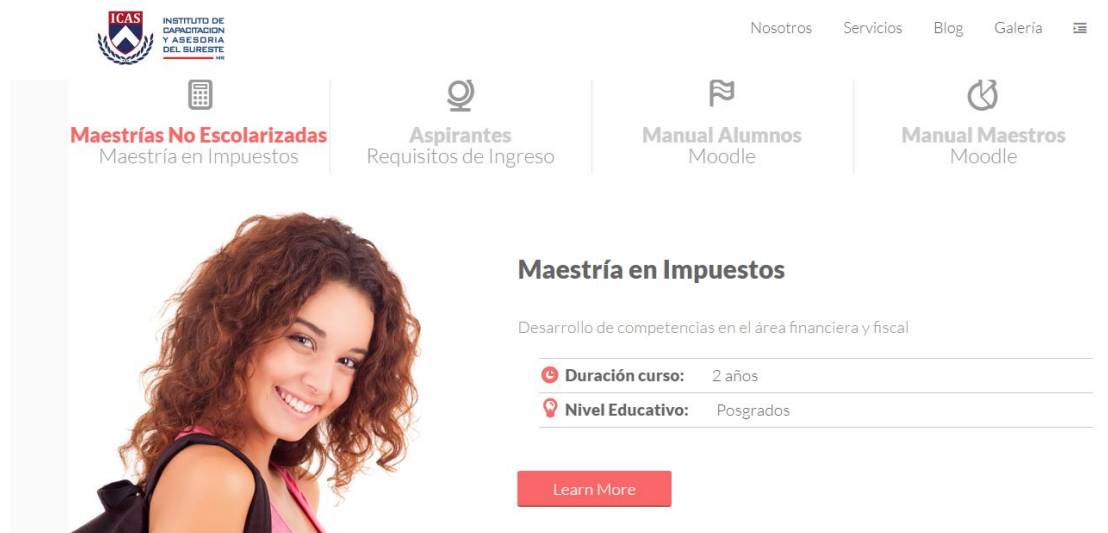 ICAS
INSTITUTO DE
CAPACITACION
Y ASESORIA
DEL SURESTE
MR
Nosotros Servicios Blog Galería
Maestrías No Escolarizadas
Maestría en Impuestos
Aspirantes
Requisitos de Ingreso
Manual Alumnos
Moodle
Manual Maestros
Moodle
Maestría en Impuestos
Desarrollo de competencias en el área financiera y fiscal
Duración curso: 2 años
Nivel Educativo: Posgrados
Learn More